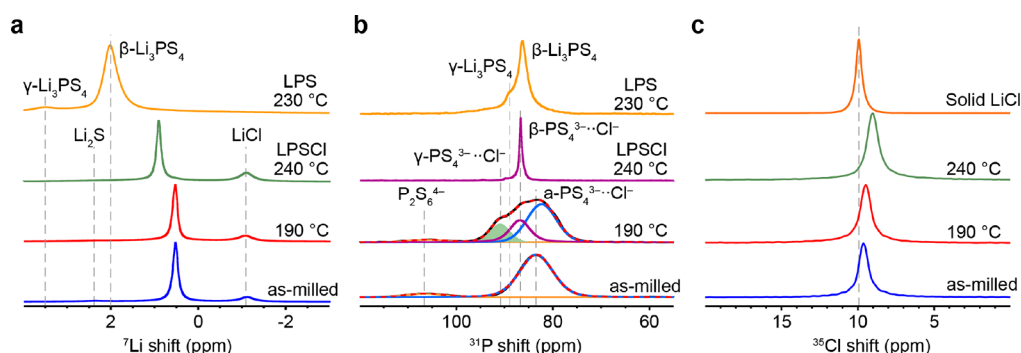 a
β-Li₃PS₄
LPS
γ-Li₃PS₄
230 °C
Li₂S
LiCl
LPSCl
240 °C
190 °C
as-milled
2
0
-2
⁷Li shift (ppm)
b
β-Li₃PS₄
γ-Li₃PS₄
LPS
230 °C
β-PS₄³⁻··Cl⁻
γ-PS₄³⁻··Cl⁻
LPSCl
240 °C
P₂S₆⁴⁻
a-PS₄³⁻··Cl⁻
190 °C
as-milled
100
80
60
³¹P shift (ppm)
c
Solid LiCl
240 °C
190 °C
as-milled
15
10
5
0
³⁵Cl shift (ppm)